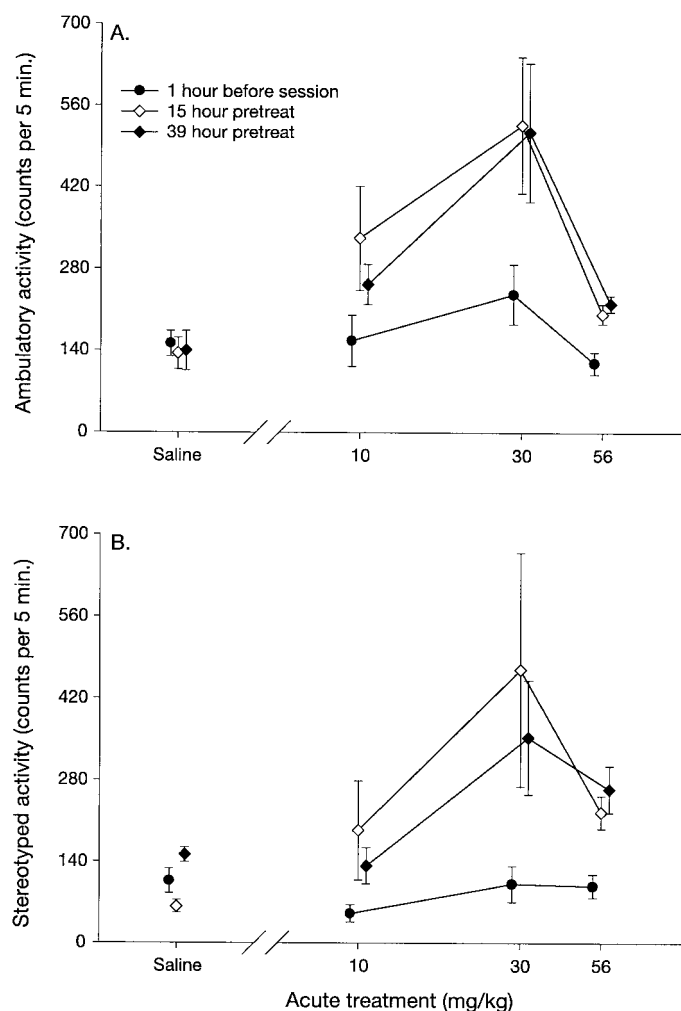 A.
1 hour before session
15 hour pretreat
39 hour pretreat
Ambulatory activity (counts per 5 min.)
700
560
420
280
140
0
Saline
10
30
56
B.
Stereotyped activity (counts per 5 min.)
700
560
420
280
140
0
Saline
10
30
56
Acute treatment (mg/kg)